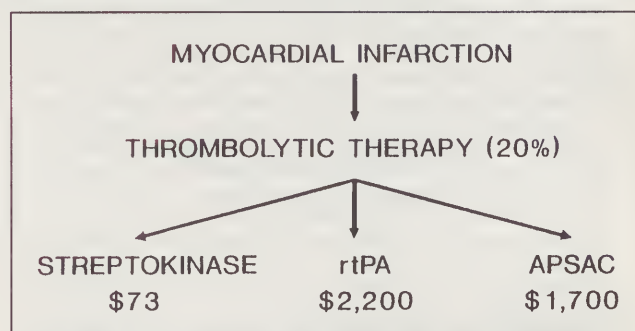 MYOCARDIAL INFARCTION
THROMBOLYTIC THERAPY (20%)
STREPTOKINASE rtPA APSAC
$73 $2,200 $1,700